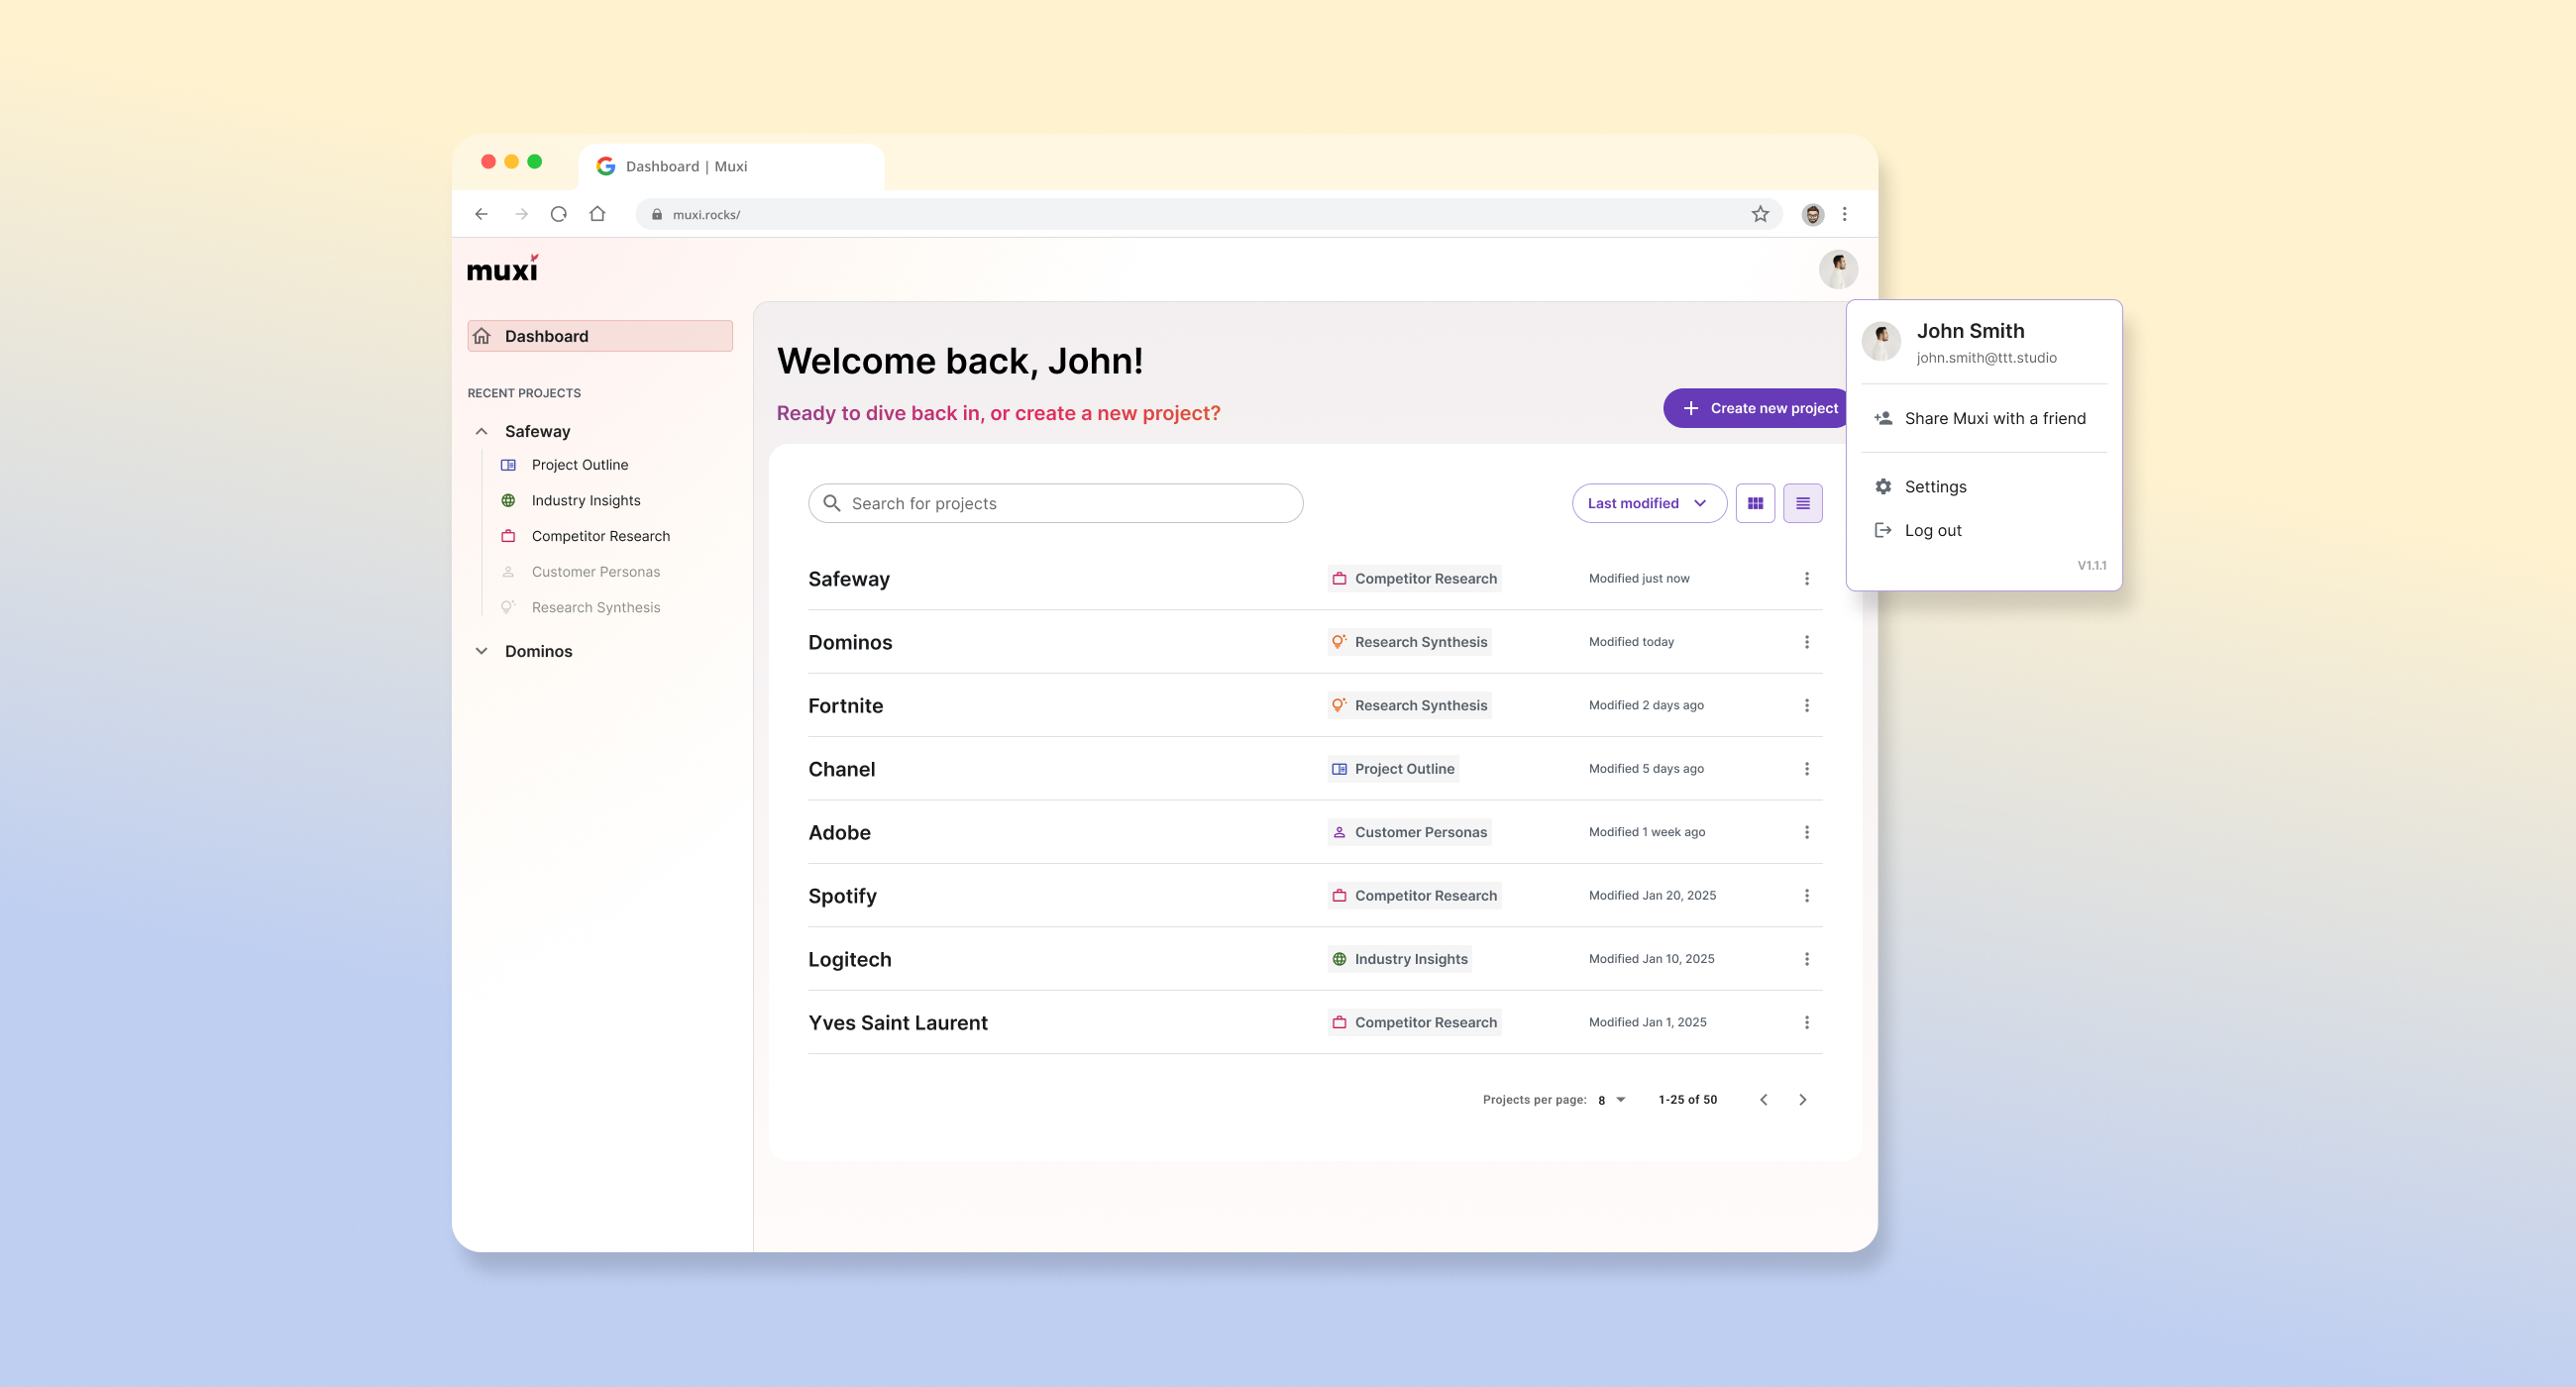 Dashboard | Muxi
muxi.rocks/
muxi
Dashboard
RECENT PROJECTS
Safeway
Project Outline
Industry Insights
Competitor Research
Customer Personas
Research Synthesis
Dominos
Welcome back, John!
Ready to dive back in, or create a new project?
Create new project
Search for projects
Last modified
Safeway Competitor Research Modified just now
Dominos Research Synthesis Modified today
Fortnite Research Synthesis Modified 2 days ago
Chanel Project Outline Modified 5 days ago
Adobe Customer Personas Modified 1 week ago
Spotify Competitor Research Modified Jan 20, 2025
Logitech Industry Insights Modified Jan 10, 2025
Yves Saint Laurent Competitor Research Modified Jan 1, 2025
Projects per page: 8 1-25 of 50
John Smith
john.smith@ttt.studio
Share Muxi with a friend
Settings
Log out
V1.1.1